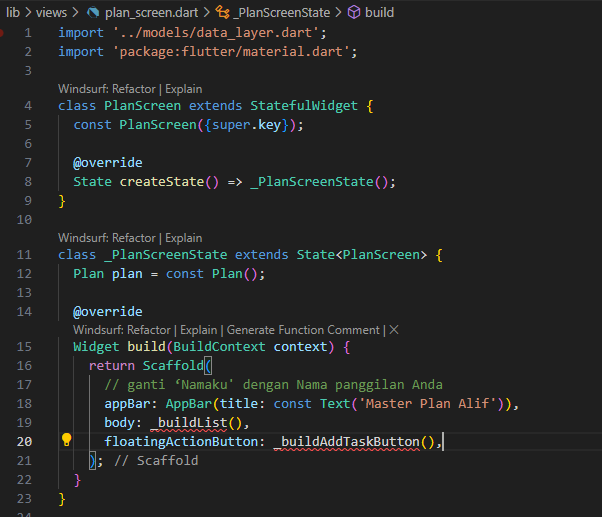 lib > views > plan_screen.dart > _PlanScreenState > build
1 import '../models/data_layer.dart';
2 import 'package:flutter/material.dart';
3
Windsurf: Refactor | Explain
4 class PlanScreen extends StatefulWidget {
5 const PlanScreen({super.key});
6
7 @override
8 State createState() => _PlanScreenState();
9 }
10
Windsurf: Refactor | Explain
11 class _PlanScreenState extends State<PlanScreen> {
12 Plan plan = const Plan();
13
14 @override
Windsurf: Refactor | Explain | Generate Function Comment | ✕
15 Widget build(BuildContext context) {
16 return Scaffold(
17 // ganti ‘Namaku' dengan Nama panggilan Anda
18 appBar: AppBar(title: const Text('Master Plan Alif')),
19 body: _buildList(),
20 floatingActionButton: _buildAddTaskButton(),
21 ); // Scaffold
22 }
23 }